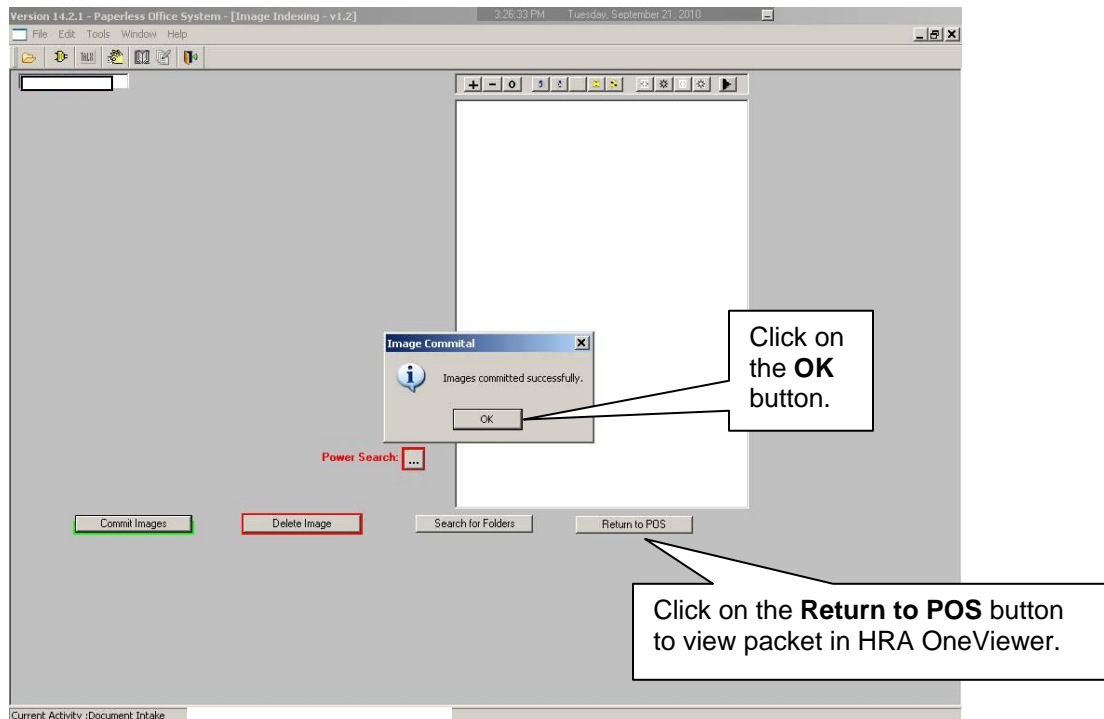 Version 14.2.1 - Paperless Office System - [Image Indexing - v1.2] 3:26:33 PM Tuesday, September 21, 2010
File Edit Tools Window Help
TALX
+ - 0
Image Commital
Images committed successfully.
OK
Click on
the OK
button.
Power Search: ...
Commit Images Delete Image Search for Folders Return to POS
Click on the Return to POS button
to view packet in HRA OneViewer.
Current Activity :Document Intake